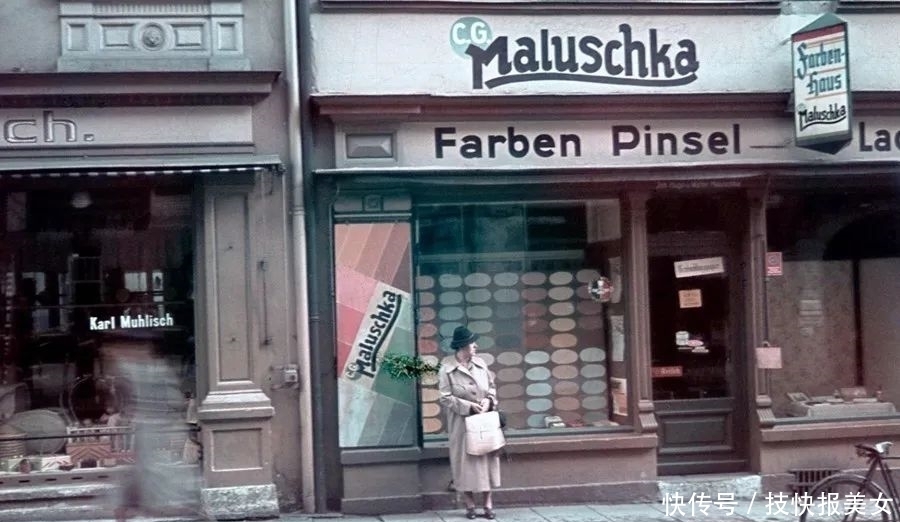 C.G.
Maluschka
Farben-
Haus
Maluschka
ch.
Farben Pinsel
Lac
C.G.
Maluschka
Karl Muhlisch
快传号 / 技快报美女